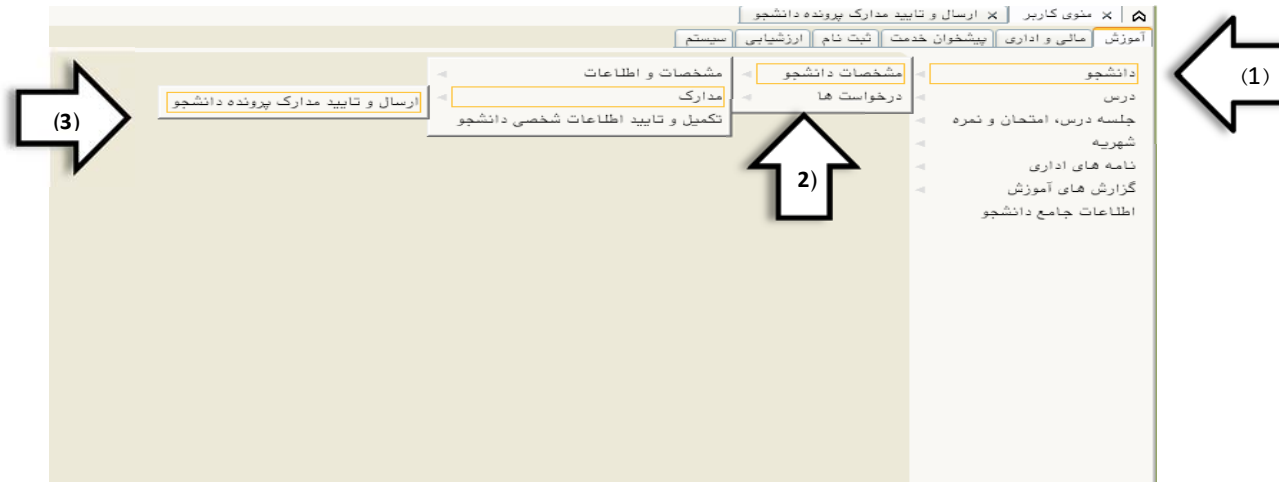 منوی کاربر × ارسال و تایید مدارک پرونده دانشجو ×
آموزش مالی و اداری پیشخوان خدمت ثبت نام ارزشیابی سیستم
دانشجو
درس
جلسه درس، امتحان و نمره
شهریه
نامه های اداری
گزارش های آموزش
اطلاعات جامع دانشجو
مشخصات دانشجو
درخواست ها
مشخصات و اطلاعات
مدارک
تکمیل و تایید اطلاعات شخصی دانشجو
ارسال و تایید مدارک پرونده دانشجو
(1)
2)
(3)